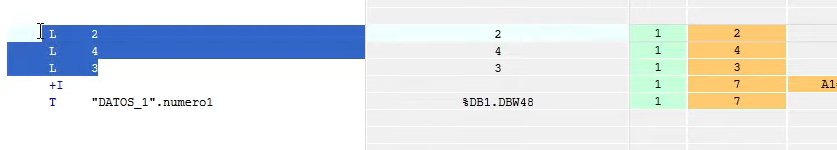 L 2 2 1 2
L 4 4 1 4
L 3 3 1 3
+I 1 7 A1
T "DATOS_1".numero1 %DB1.DBW48 1 7